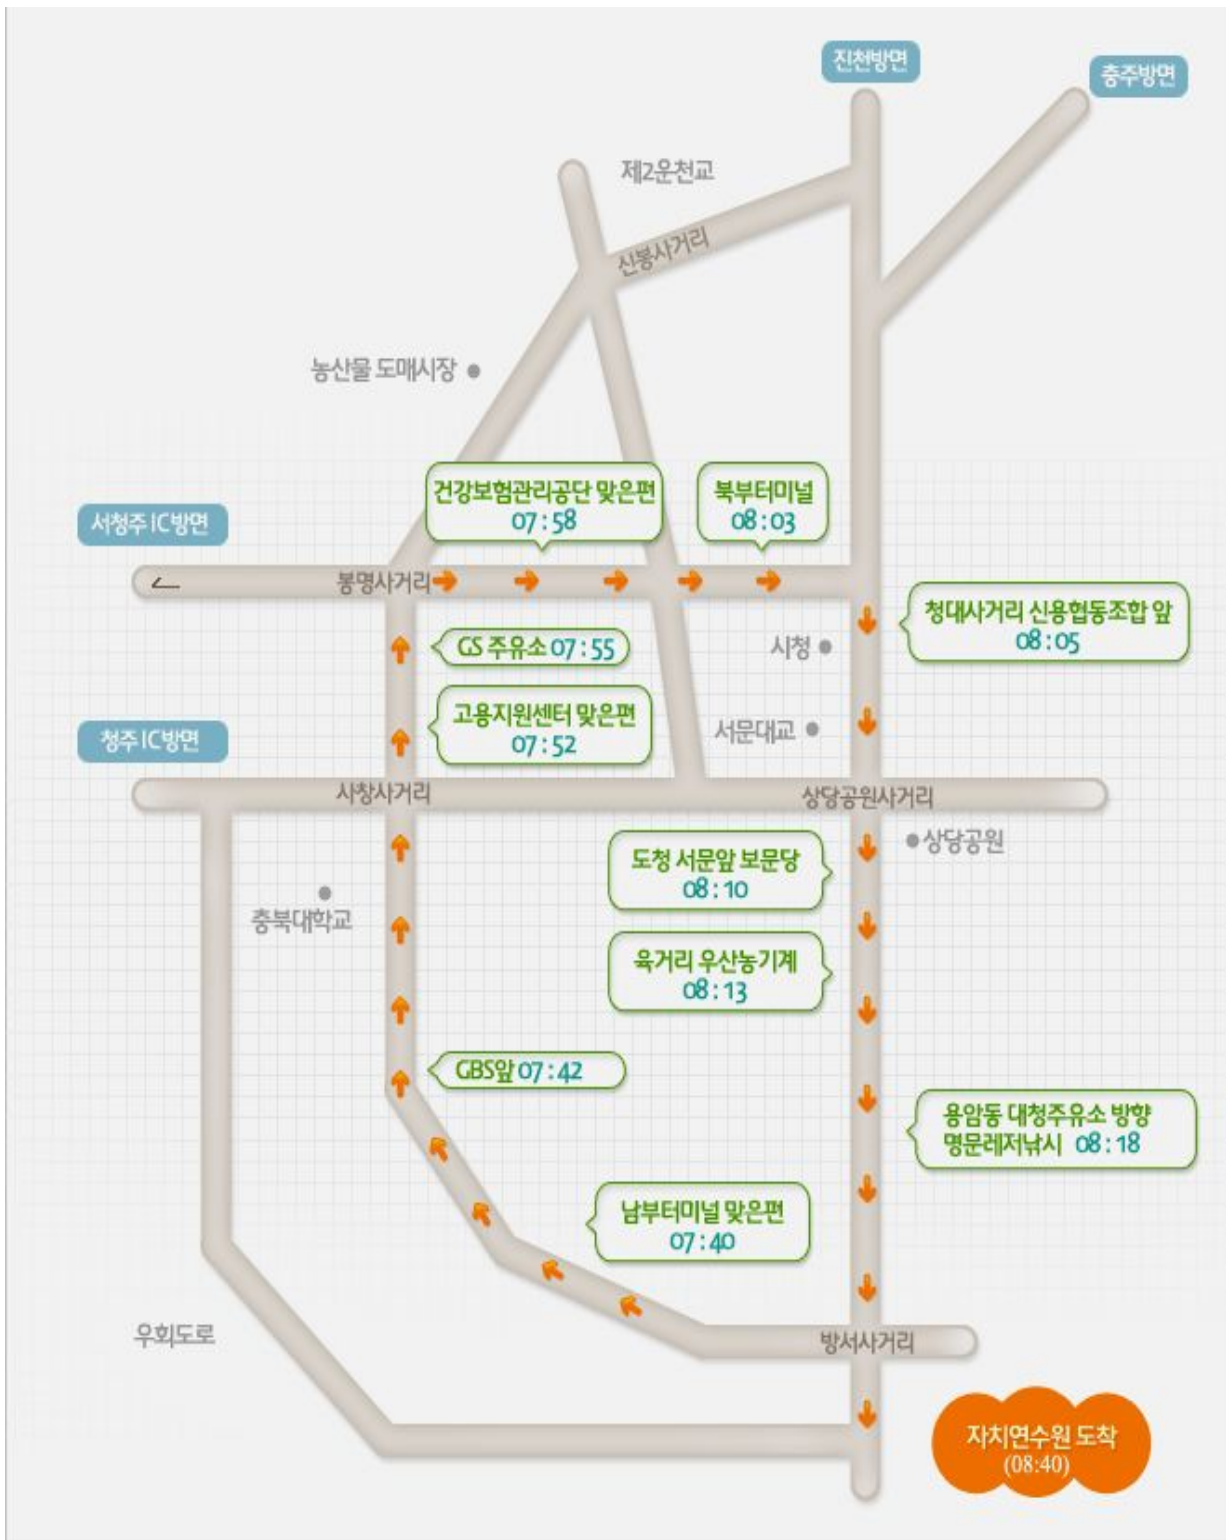 진천방면
충주방면
제2운천교
신봉사거리
농산물 도매시장
건강보험관리공단 맞은편
07:58
북부터미널
08:03
서청주 IC방면
봉명사거리
청대사거리 신용협동조합 앞
08:05
GS 주유소 07:55
시청
고용지원센터 맞은편
07:52
서문대교
청주 IC방면
사창사거리
상당공원사거리
상당공원
도청 서문앞 보문당
08:10
충북대학교
육거리 우산농기계
08:13
GBS앞 07:42
용암동 대청주유소 방향
명문레저낚시 08:18
남부터미널 맞은편
07:40
우회도로
방서사거리
자치연수원 도착
(08:40)